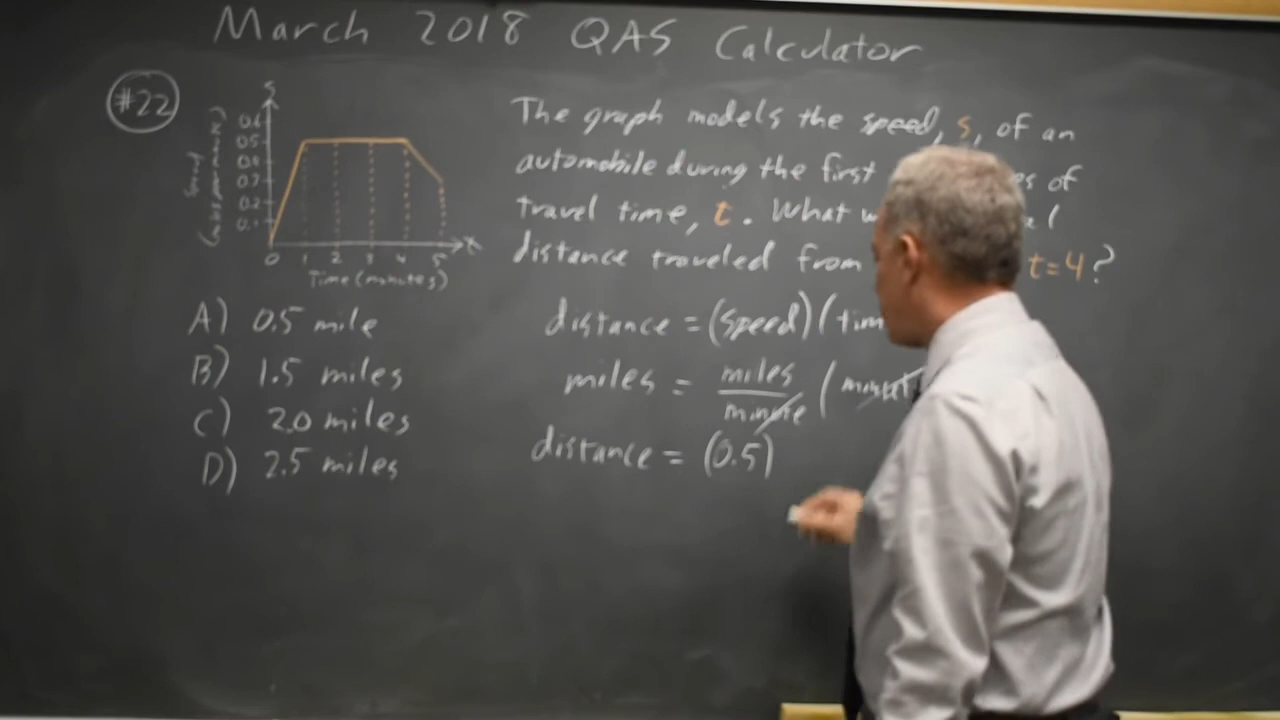 March 2018 QAS Calculator
#22
s
0.6
0.5
0.4
0.3
0.2
0.1
0 1 2 3 4 5 t
Time (minutes)
The graph models the speed, s, of an
automobile during the first
travel time, t. What
distance traveled from t=4?
A) 0.5 mile
B) 1.5 miles
C) 2.0 miles
D) 2.5 miles
distance = (speed)(tim
miles = miles/minute (
distance = (0.5)